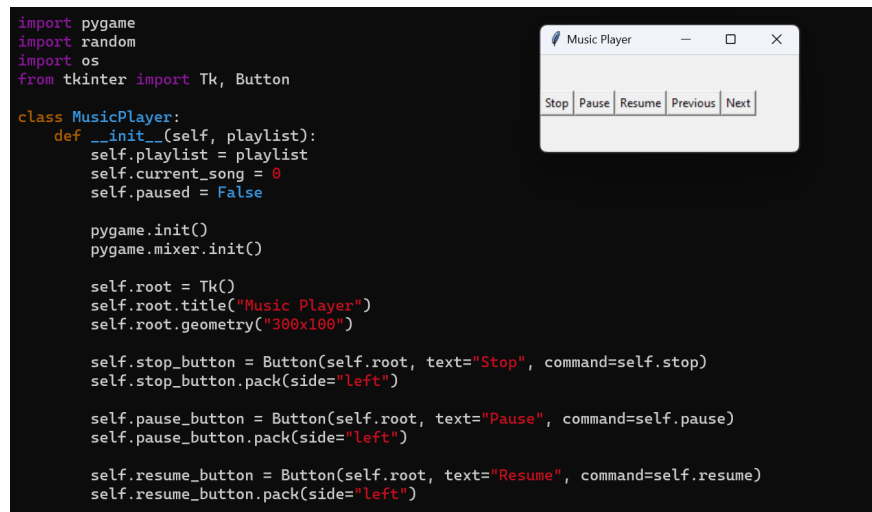 import pygame
import random
import os
from tkinter import Tk, Button

class MusicPlayer:
    def __init__(self, playlist):
        self.playlist = playlist
        self.current_song = 0
        self.paused = False

        pygame.init()
        pygame.mixer.init()

        self.root = Tk()
        self.root.title("Music Player")
        self.root.geometry("300x100")

        self.stop_button = Button(self.root, text="Stop", command=self.stop)
        self.stop_button.pack(side="left")

        self.pause_button = Button(self.root, text="Pause", command=self.pause)
        self.pause_button.pack(side="left")

        self.resume_button = Button(self.root, text="Resume", command=self.resume)
        self.resume_button.pack(side="left")
Music Player
Stop Pause Resume Previous Next